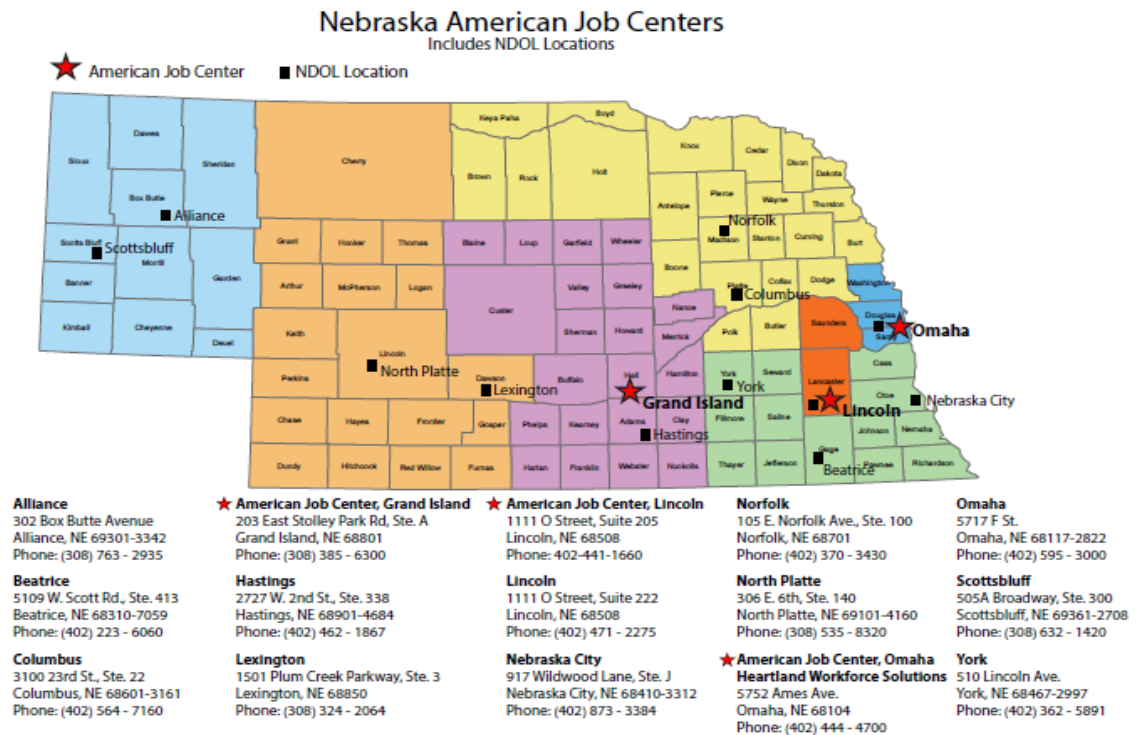 Nebraska American Job Centers
Includes NDOL Locations
American Job Center
NDOL Location
Sioux
Dawes
Sheridan
Box Butte
Alliance
Scotts Bluff
Scottsbluff
Morrill
Banner
Garden
Kimball
Cheyenne
Deuel
Cherry
Grant
Hooker
Thomas
Arthur
McPherson
Logan
Keith
Lincoln
North Platte
Perkins
Dawson
Lexington
Chase
Hayes
Frontier
Gosper
Dundy
Hitchcock
Red Willow
Furnas
Keya Paha
Boyd
Brown
Rock
Holt
Knox
Cedar
Dixon
Dakota
Antelope
Pierce
Wayne
Thurston
Norfolk
Madison
Stanton
Cuming
Burt
Boone
Platte
Colfax
Dodge
Columbus
Washington
Blaine
Loup
Garfield
Wheeler
Custer
Valley
Greeley
Nance
Sherman
Howard
Merrick
Polk
Butler
Saunders
Douglas
Sarpy
Omaha
Buffalo
Hall
Hamilton
Grand Island
York
York
Seward
Lancaster
Lincoln
Cass
Otoe
Nebraska City
Phelps
Kearney
Adams
Clay
Hastings
Fillmore
Saline
Johnson
Nemaha
Harlan
Franklin
Webster
Nuckolls
Thayer
Jefferson
Gage
Beatrice
Pawnee
Richardson
Alliance
302 Box Butte Avenue
Alliance, NE 69301-3342
Phone: (308) 763 - 2935
American Job Center, Grand Island
203 East Stolley Park Rd, Ste. A
Grand Island, NE 68801
Phone: (308) 385 - 6300
American Job Center, Lincoln
1111 O Street, Suite 205
Lincoln, NE 68508
Phone: 402-441-1660
Norfolk
105 E. Norfolk Ave., Ste. 100
Norfolk, NE 68701
Phone: (402) 370 - 3430
Omaha
5717 F St.
Omaha, NE 68117-2822
Phone: (402) 595 - 3000
Beatrice
5109 W. Scott Rd., Ste. 413
Beatrice, NE 68310-7059
Phone: (402) 223 - 6060
Hastings
2727 W. 2nd St., Ste. 338
Hastings, NE 68901-4684
Phone: (402) 462 - 1867
Lincoln
1111 O Street, Suite 222
Lincoln, NE 68508
Phone: (402) 471 - 2275
North Platte
306 E. 6th, Ste. 140
North Platte, NE 69101-4160
Phone: (308) 535 - 8320
Scottsbluff
505A Broadway, Ste. 300
Scottsbluff, NE 69361-2708
Phone: (308) 632 - 1420
Columbus
3100 23rd St., Ste. 22
Columbus, NE 68601-3161
Phone: (402) 564 - 7160
Lexington
1501 Plum Creek Parkway, Ste. 3
Lexington, NE 68850
Phone: (308) 324 - 2064
Nebraska City
917 Wildwood Lane, Ste. J
Nebraska City, NE 68410-3312
Phone: (402) 873 - 3384
American Job Center, Omaha
Heartland Workforce Solutions
5752 Ames Ave.
Omaha, NE 68104
Phone: (402) 444 - 4700
York
510 Lincoln Ave.
York, NE 68467-2997
Phone: (402) 362 - 5891